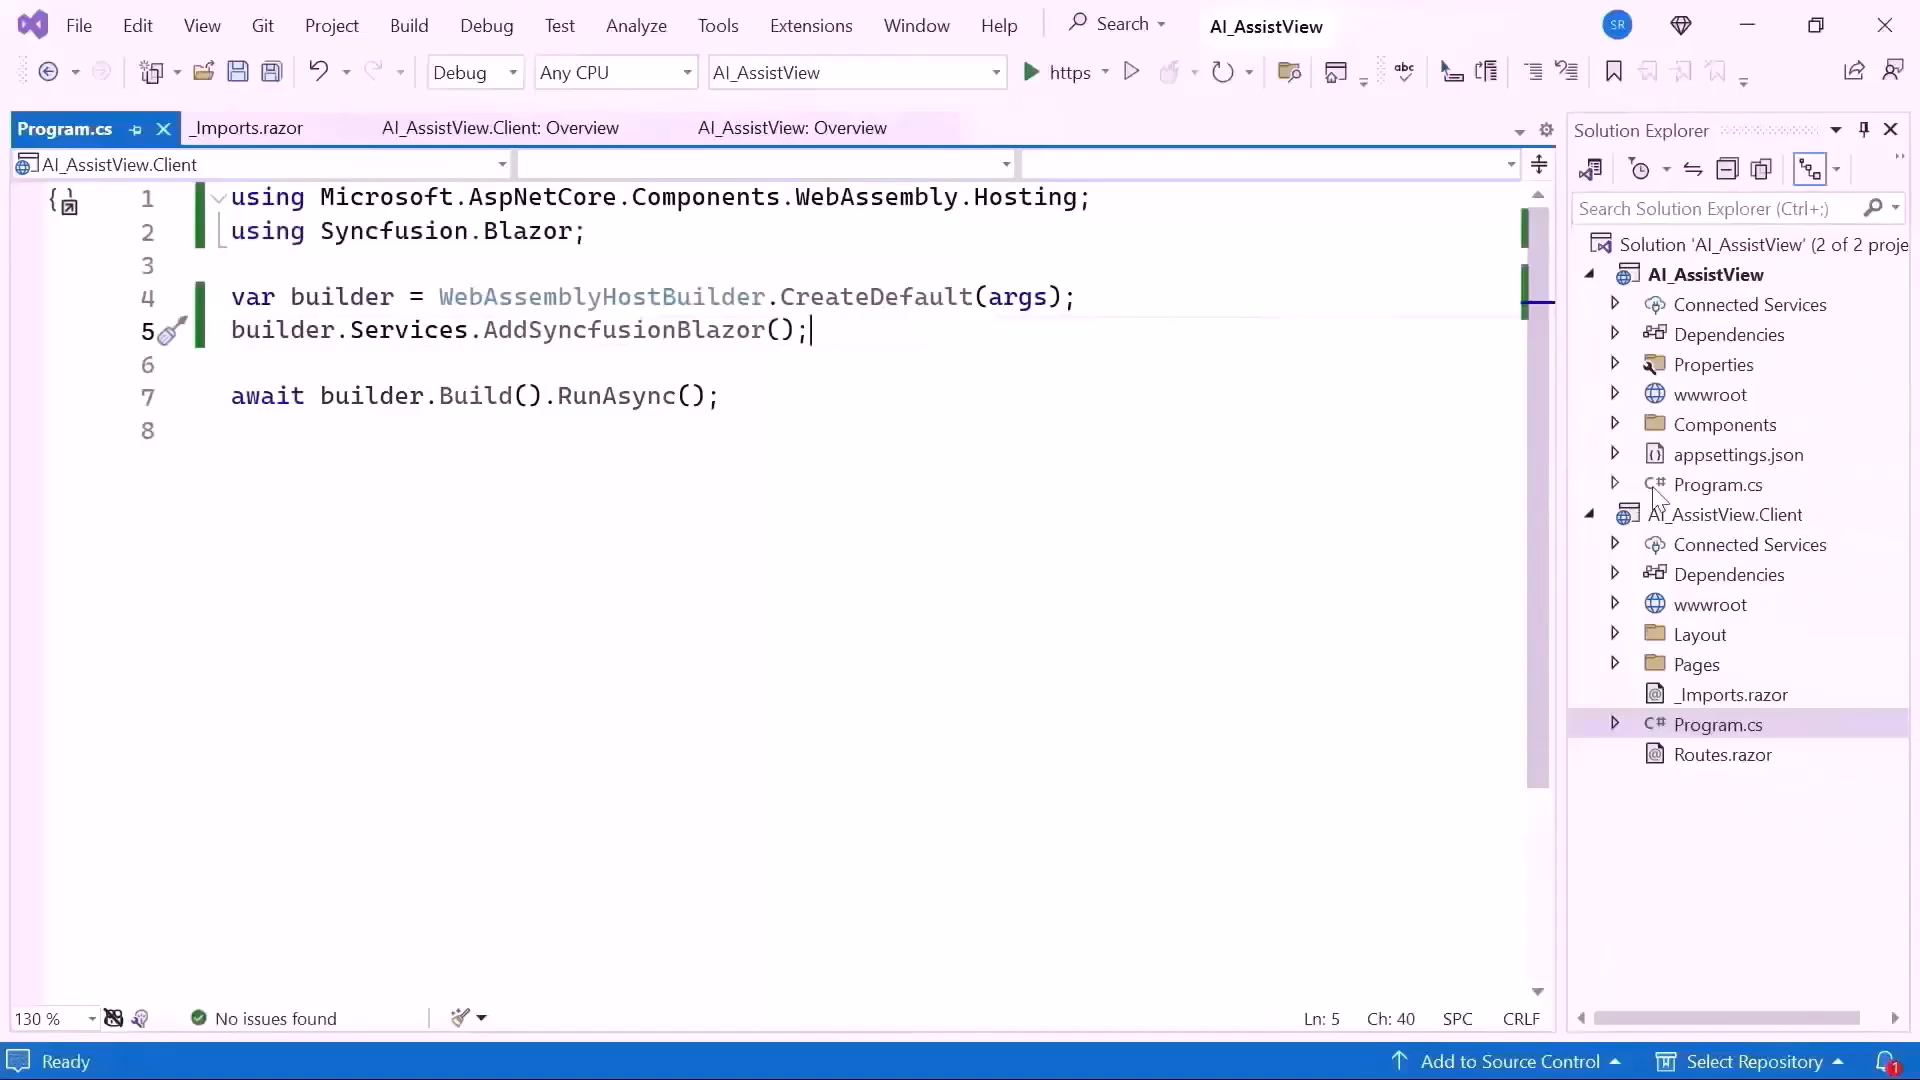 File Edit View Git Project Build Debug Test Analyze Tools Extensions Window Help Search AI_AssistView SR
Debug Any CPU AI_AssistView https abc
Program.cs _Imports.razor AI_AssistView.Client: Overview AI_AssistView: Overview
AI_AssistView.Client
1 using Microsoft.AspNetCore.Components.WebAssembly.Hosting;
2 using Syncfusion.Blazor;
3
4 var builder = WebAssemblyHostBuilder.CreateDefault(args);
5 builder.Services.AddSyncfusionBlazor();
6
7 await builder.Build().RunAsync();
8
130 % No issues found Ln: 5 Ch: 40 SPC CRLF
Solution Explorer
Search Solution Explorer (Ctrl+;)
Solution 'AI_AssistView' (2 of 2 proje
AI_AssistView
Connected Services
Dependencies
Properties
wwwroot
Components
appsettings.json
C# Program.cs
AI_AssistView.Client
Connected Services
Dependencies
wwwroot
Layout
Pages
_Imports.razor
C# Program.cs
Routes.razor
Ready Add to Source Control Select Repository 1